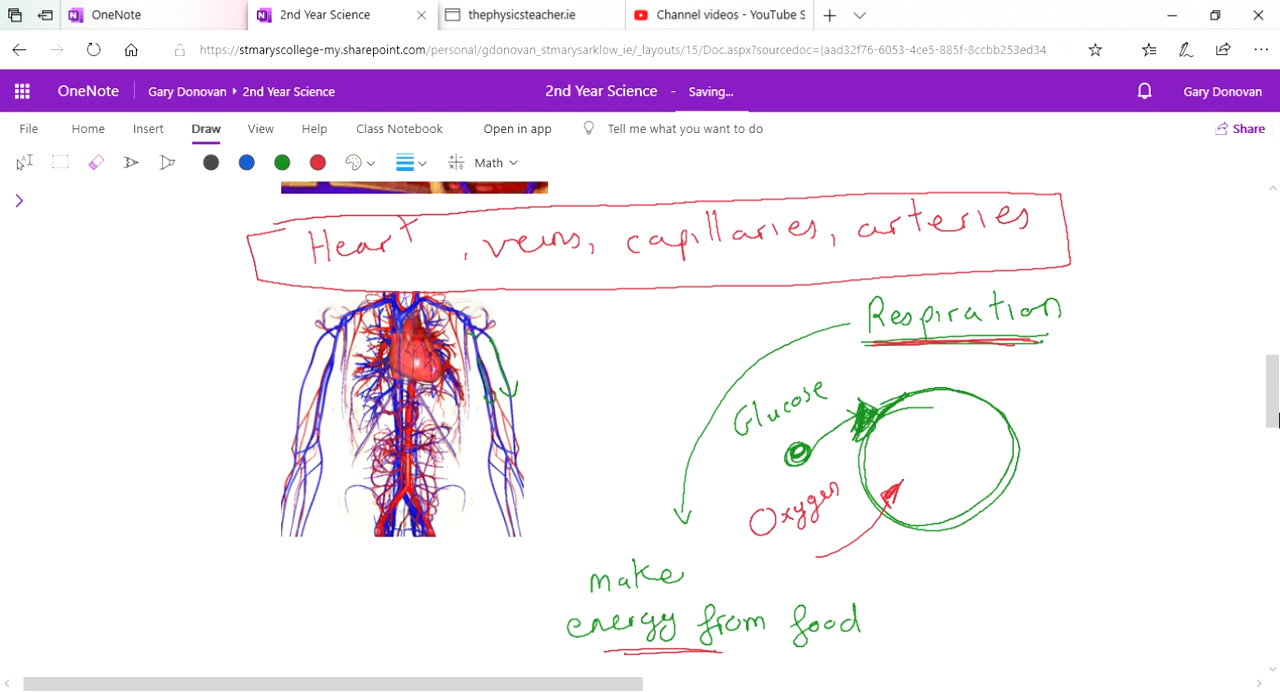 OneNote
2nd Year Science
thephysicsteacher.ie
Channel videos - YouTube S
https://stmaryscollege-my.sharepoint.com/personal/gdonovan_stmarysarklow_ie/_layouts/15/Doc.aspx?sourcedoc={aad32f76-6053-4ce5-885f-8ccbb253ed34
OneNote
Gary Donovan 2nd Year Science
2nd Year Science - Saving...
Gary Donovan
File Home Insert Draw View Help Class Notebook Open in app Tell me what you want to do
Share
Math
Heart , veins, capillaries, arteries
Respiration
Glucose
Oxygen
make
energy from food